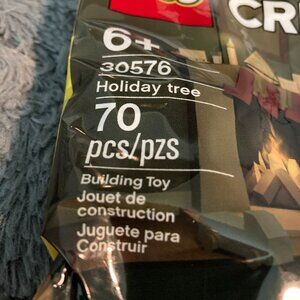 CR
6+
30576
Holiday tree
70
pcs/pzs
Building Toy
Jouet de
construction
Juguete para
Construir